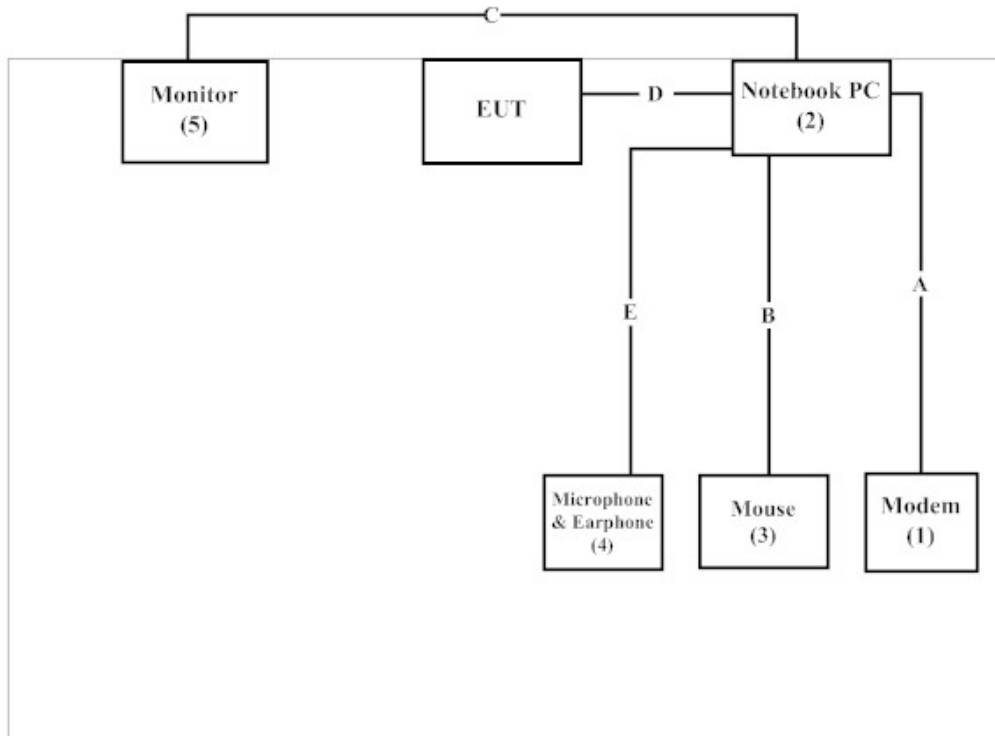 C
Monitor
(5)
EUT
D
Notebook PC
(2)
E
B
A
Microphone
& Earphone
(4)
Mouse
(3)
Modem
(1)